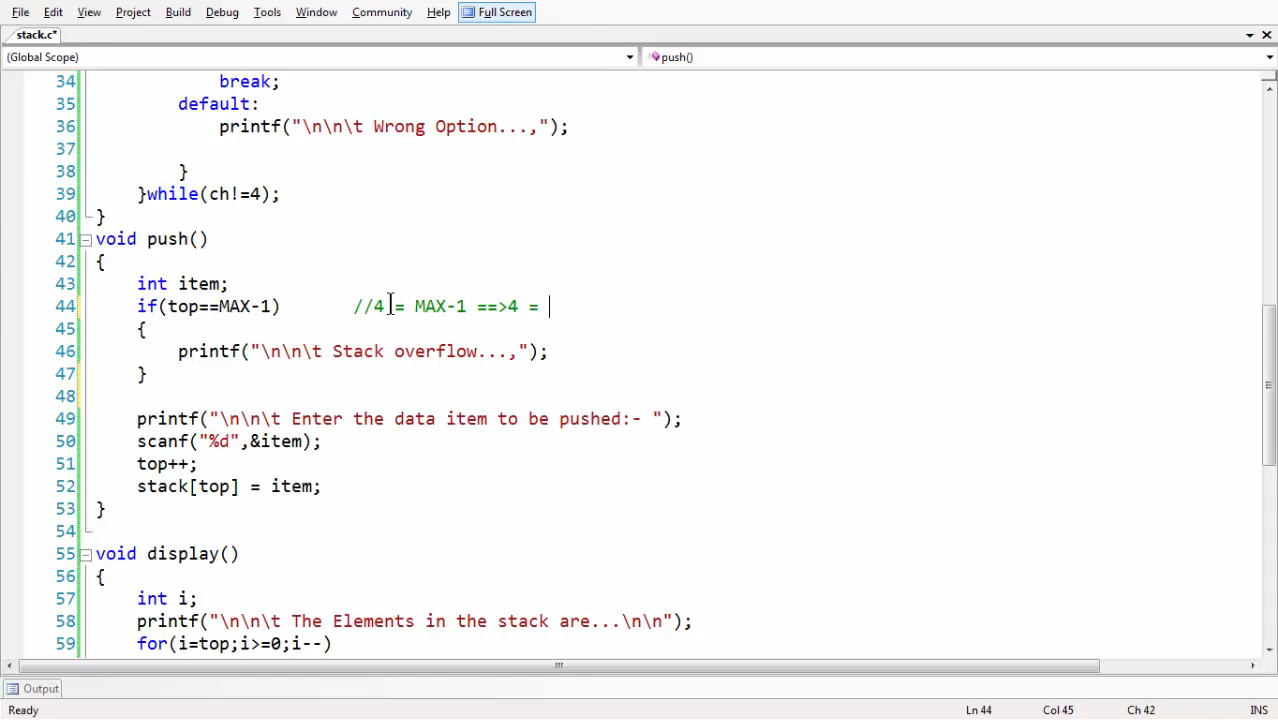 File Edit View Project Build Debug Tools Window Community Help Full Screen
stack.c*
(Global Scope) push()
34 break;
35 default:
36 printf("\n\n\t Wrong Option...,");
37
38 }
39 }while(ch!=4);
40 }
41 void push()
42 {
43 int item;
44 if(top==MAX-1) //4 = MAX-1 ==>4 =
45 {
46 printf("\n\n\t Stack overflow...,");
47 }
48
49 printf("\n\n\t Enter the data item to be pushed:- ");
50 scanf("%d",&item);
51 top++;
52 stack[top] = item;
53 }
54
55 void display()
56 {
57 int i;
58 printf("\n\n\t The Elements in the stack are...\n\n");
59 for(i=top;i>=0;i--)
Output
Ready Ln 44 Col 45 Ch 42 INS